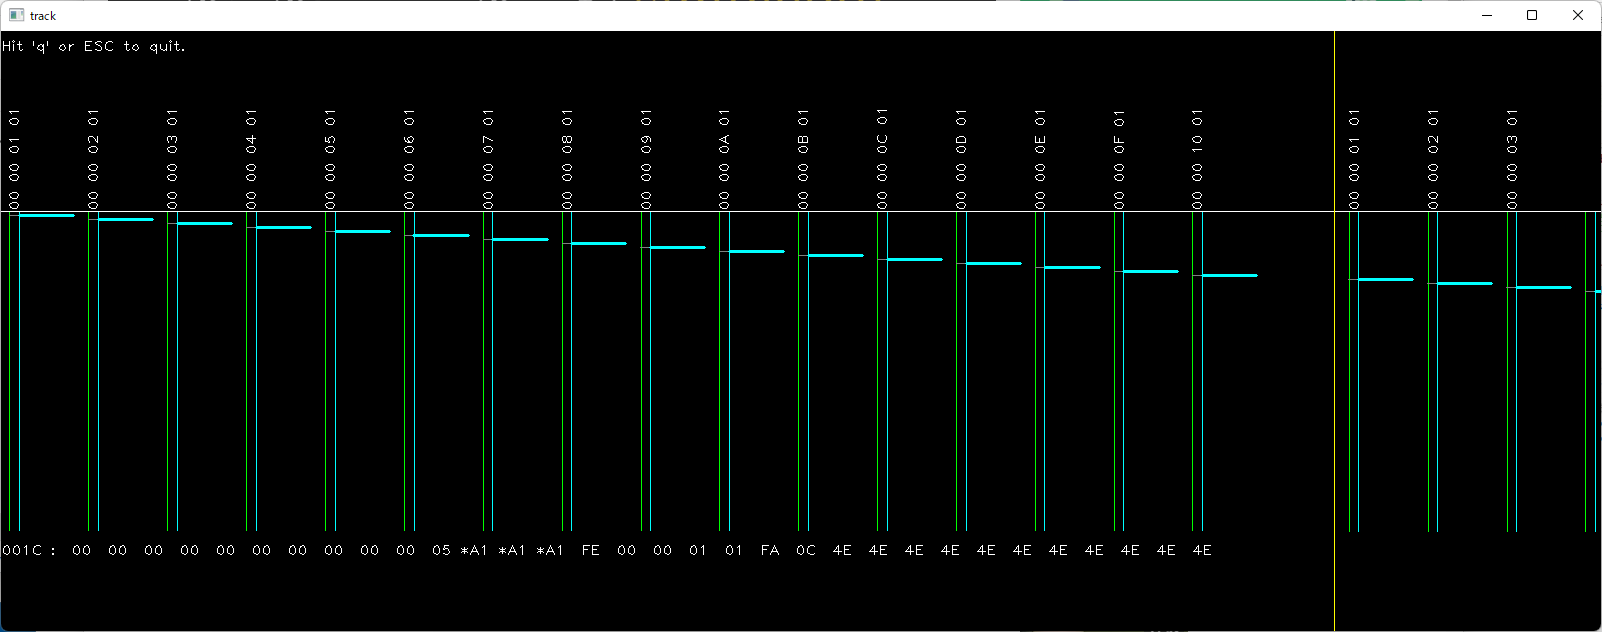 track
Hit 'q' or ESC to quit.
00 00 01 01
00 00 02 01
00 00 03 01
00 00 04 01
00 00 05 01
00 00 06 01
00 00 07 01
00 00 08 01
00 00 09 01
00 00 0A 01
00 00 0B 01
00 00 0C 01
00 00 0D 01
00 00 0E 01
00 00 0F 01
00 00 10 01
00 00 01 01
00 00 02 01
00 00 03 01
001C : 00 00 00 00 00 00 00 00 00 00 05 *A1 *A1 *A1 FE 00 00 01 01 FA 0C 4E 4E 4E 4E 4E 4E 4E 4E 4E 4E 4E